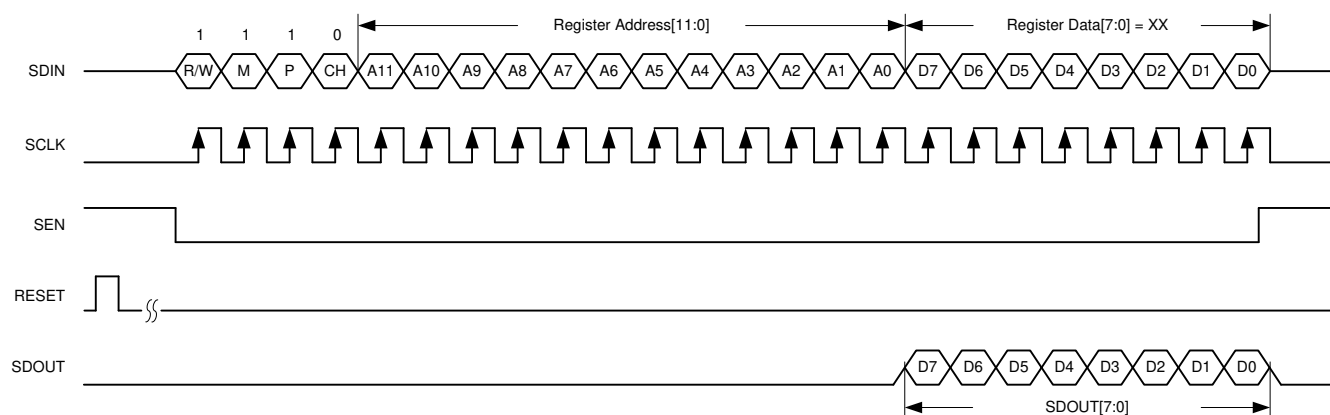 Register Address[11:0] Register Data[7:0] = XX
1 1 1 0
SDIN R/W M P CH A11 A10 A9 A8 A7 A6 A5 A4 A3 A2 A1 A0 D7 D6 D5 D4 D3 D2 D1 D0
SCLK
SEN
RESET
SDOUT D7 D6 D5 D4 D3 D2 D1 D0
SDOUT[7:0]